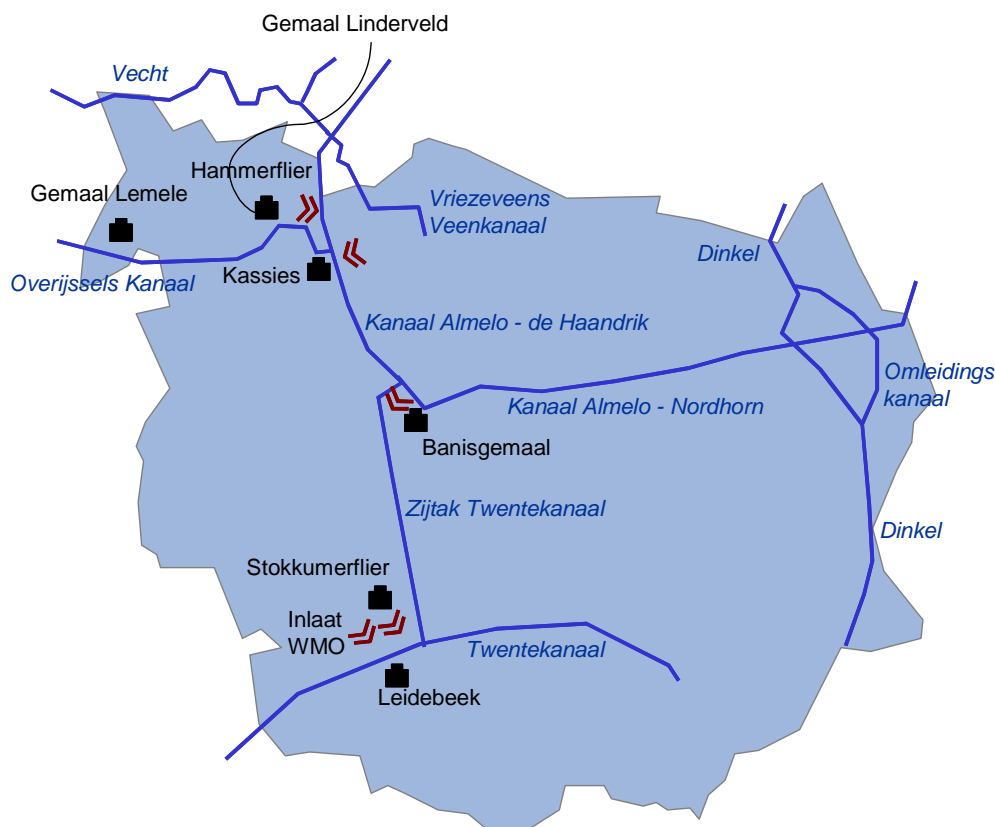 Gemaal Linderveld
Vecht
Hammerflier
Gemaal Lemele
Vriezeveens
Veenkanaal
Dinkel
Kassies
Overijssels Kanaal
Kanaal Almelo - de Haandrik
Omleidings
kanaal
Kanaal Almelo - Nordhorn
Banisgemaal
Zijtak Twentekanaal
Dinkel
Stokkumerflier
Inlaat
WMO
Twentekanaal
Leidebeek